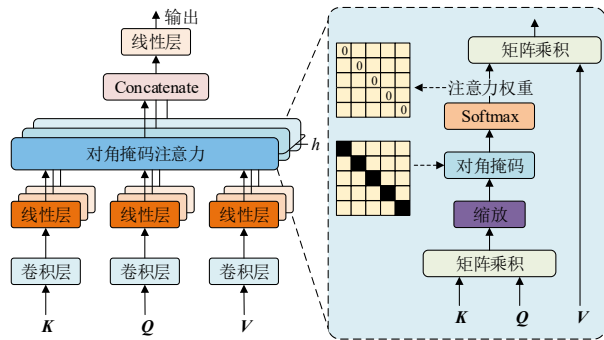 输出
线性层
Concatenate
对角掩码注意力
h
线性层 线性层 线性层
卷积层 卷积层 卷积层
K Q V
矩阵乘积
注意力权重
0
0
0
0
0
Softmax
对角掩码
缩放
矩阵乘积
K Q V